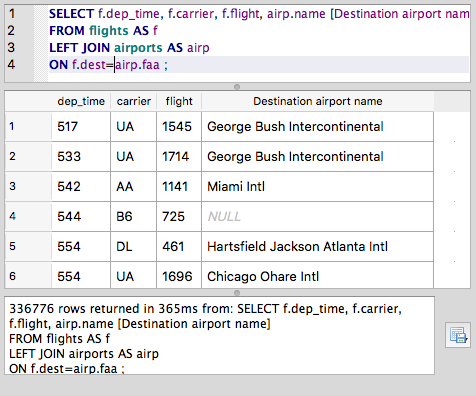 1 SELECT f.dep_time, f.carrier, f.flight, airp.name [Destination airport nam
2 FROM flights AS f
3 LEFT JOIN airports AS airp
4 ON f.dest=airp.faa ;
dep_time carrier flight Destination airport name
1 517 UA 1545 George Bush Intercontinental
2 533 UA 1714 George Bush Intercontinental
3 542 AA 1141 Miami Intl
4 544 B6 725 NULL
5 554 DL 461 Hartsfield Jackson Atlanta Intl
6 554 UA 1696 Chicago Ohare Intl
336776 rows returned in 365ms from: SELECT f.dep_time, f.carrier,
f.flight, airp.name [Destination airport name]
FROM flights AS f
LEFT JOIN airports AS airp
ON f.dest=airp.faa ;